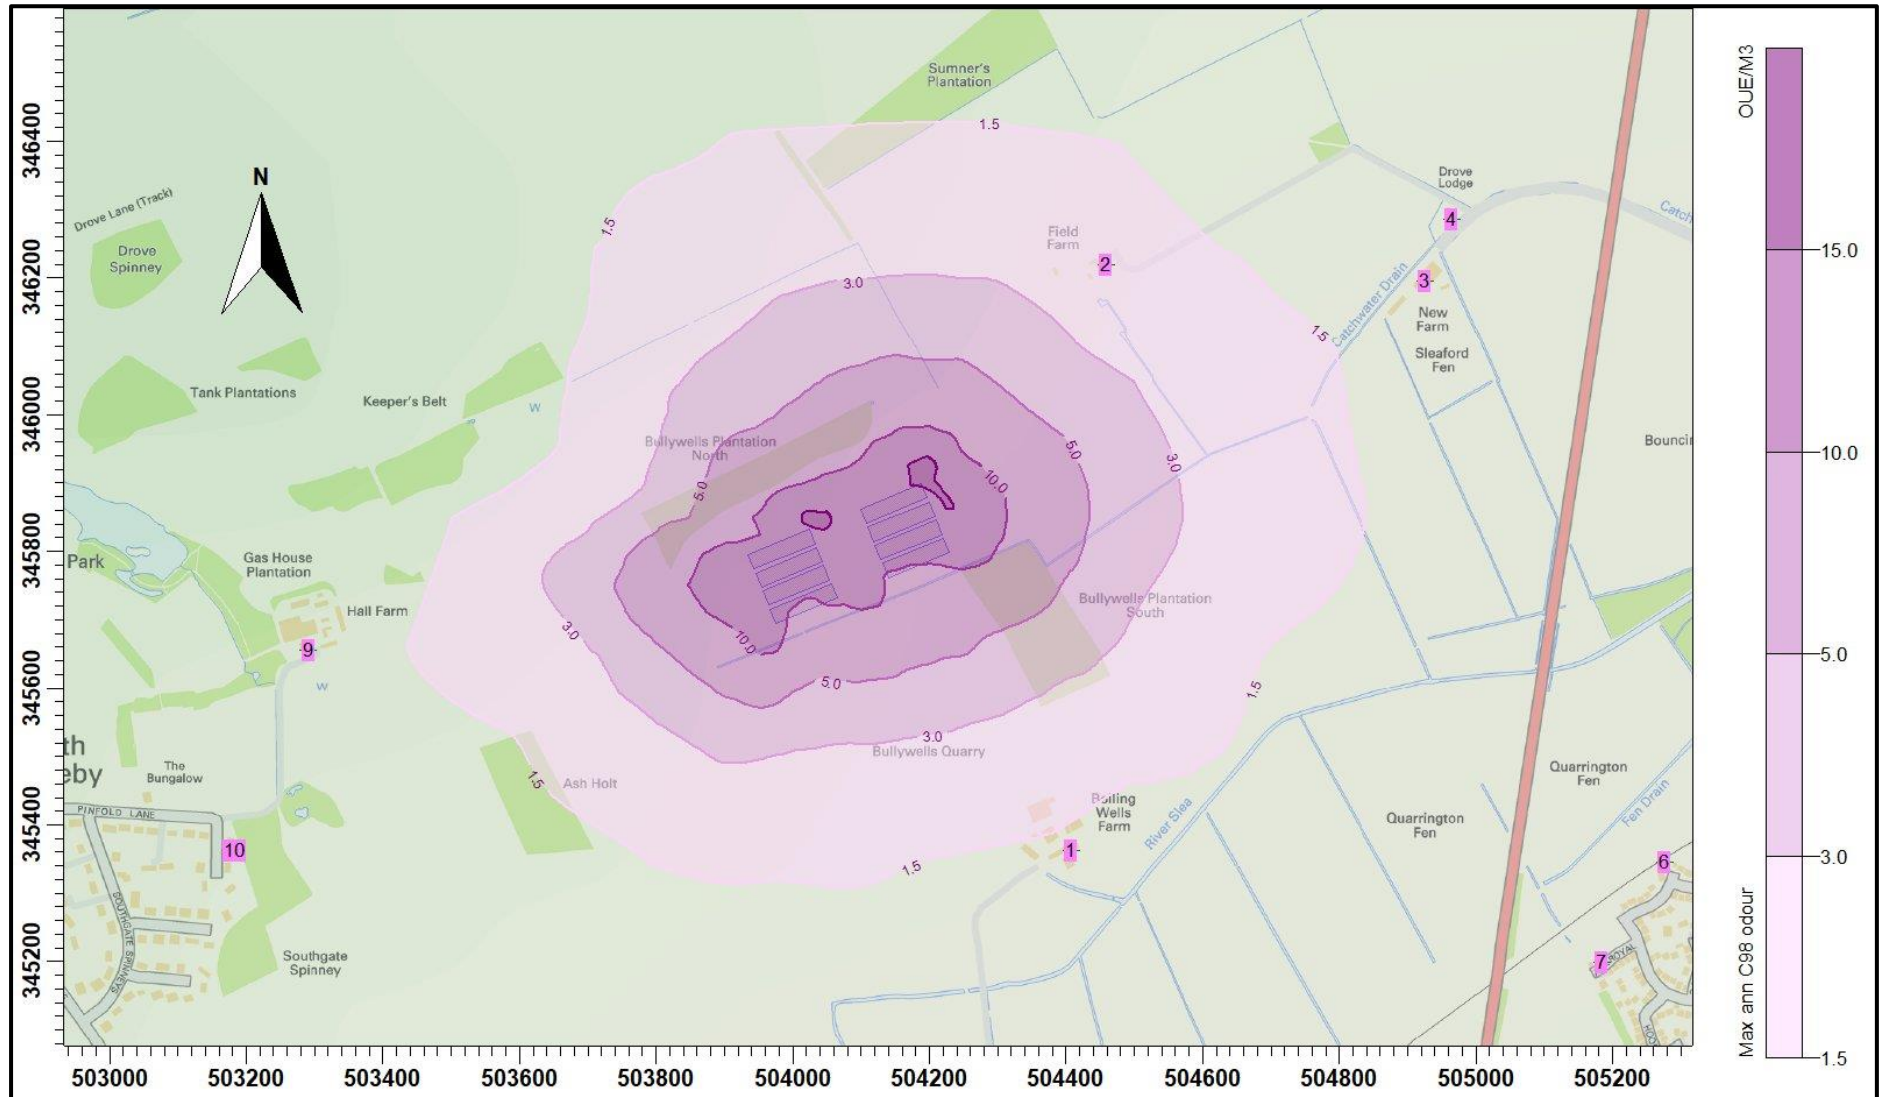 Sumner's
Plantation
OUE/M3
346400
1.5
Drove
Lodge
N
Drove Lane (Track)
4
Catch
1.5
Field
Farm
Drove
Spinney
2
15.0
346200
3.0
3
Catchwater Drain
New
Farm
1.5
Sleaford
Fen
Tank Plantations
Keeper's Belt
W
346000
Bullywells Plantation
North
5.0
3.0
Bouncin
10.0
5.0
10.0
345800
Park
Gas House
Plantation
Hall Farm
Bullywells Plantation
South
3.0
10.0
9
5.0
345600
W
5.0
1.5
3.0
Bullywells Quarry
th
eby
The
Bungalow
1.5
Ash Holt
Quarrington
Fen
Boiling
Wells
Farm
River Slea
Quarrington
Fen
Fen Drain
PINFOLD LANE
345400
10
1
1.5
6
3.0
Max ann C98 odour
SOUTHGATE SPINNEYS
Southgate
Spinney
345200
7
ROYAL
HO
1.5
503000 503200 503400 503600 503800 504000 504200 504400 504600 504800 505000 505200